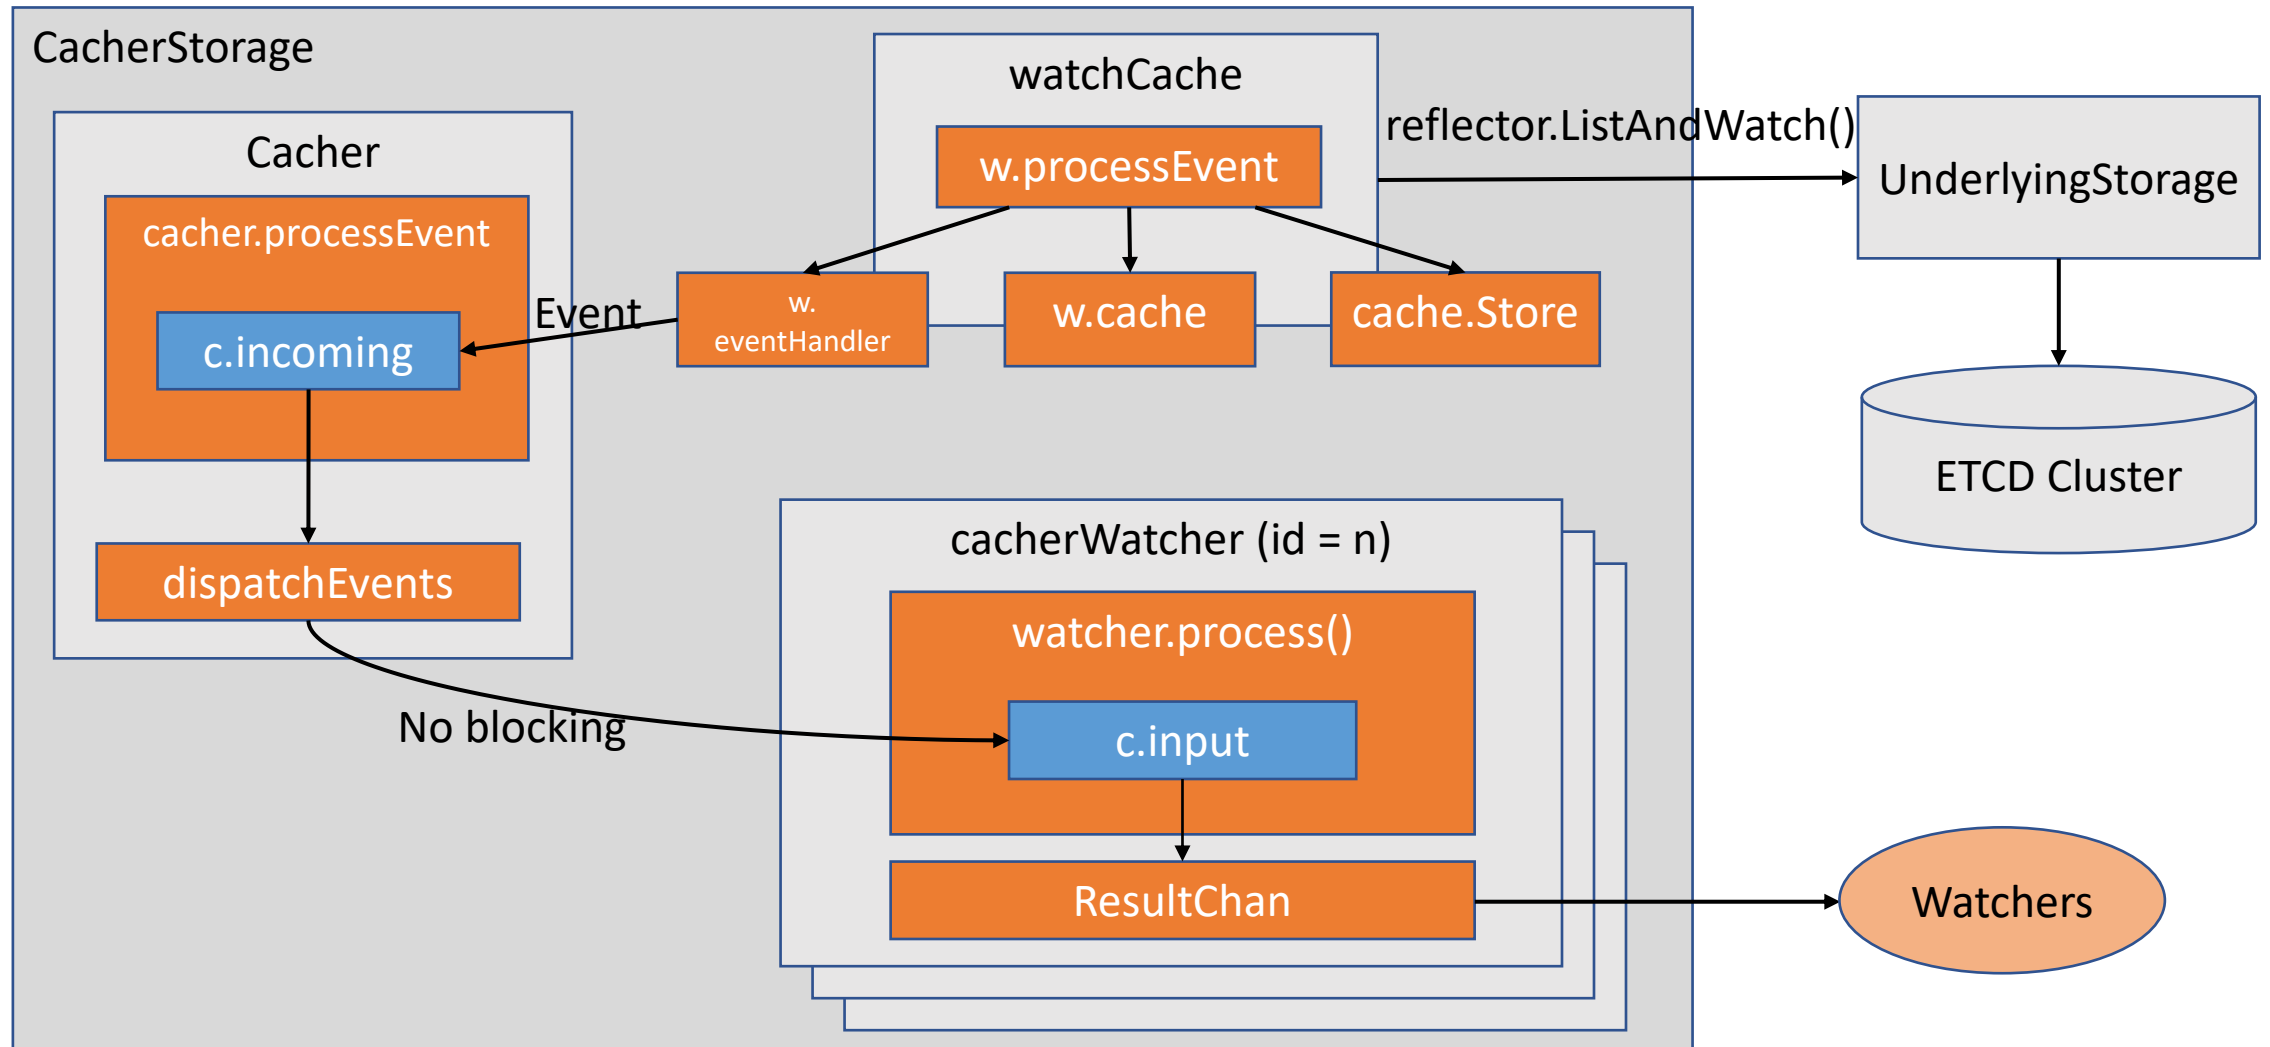 CacherStorage
watchCache
reflector.ListAndWatch()
Cacher
w.processEvent
UnderlyingStorage
cacher.processEvent
Event
w.
eventHandler
w.cache
cache.Store
c.incoming
ETCD Cluster
cacherWatcher (id = n)
dispatchEvents
watcher.process()
No blocking
c.input
ResultChan
Watchers